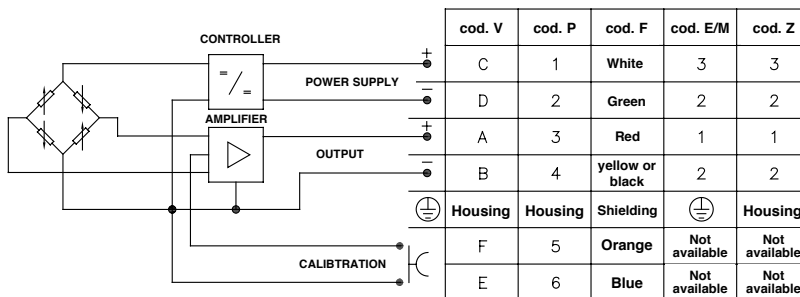 CONTROLLER
= / =
POWER SUPPLY
+
−
AMPLIFIER
OUTPUT
+
−
CALIBTRATION
cod. V cod. P cod. F cod. E/M cod. Z
C 1 White 3 3
D 2 Green 2 2
A 3 Red 1 1
B 4 yellow or black 2 2
Housing Housing Shielding Housing
F 5 Orange Not available Not available
E 6 Blue Not available Not available